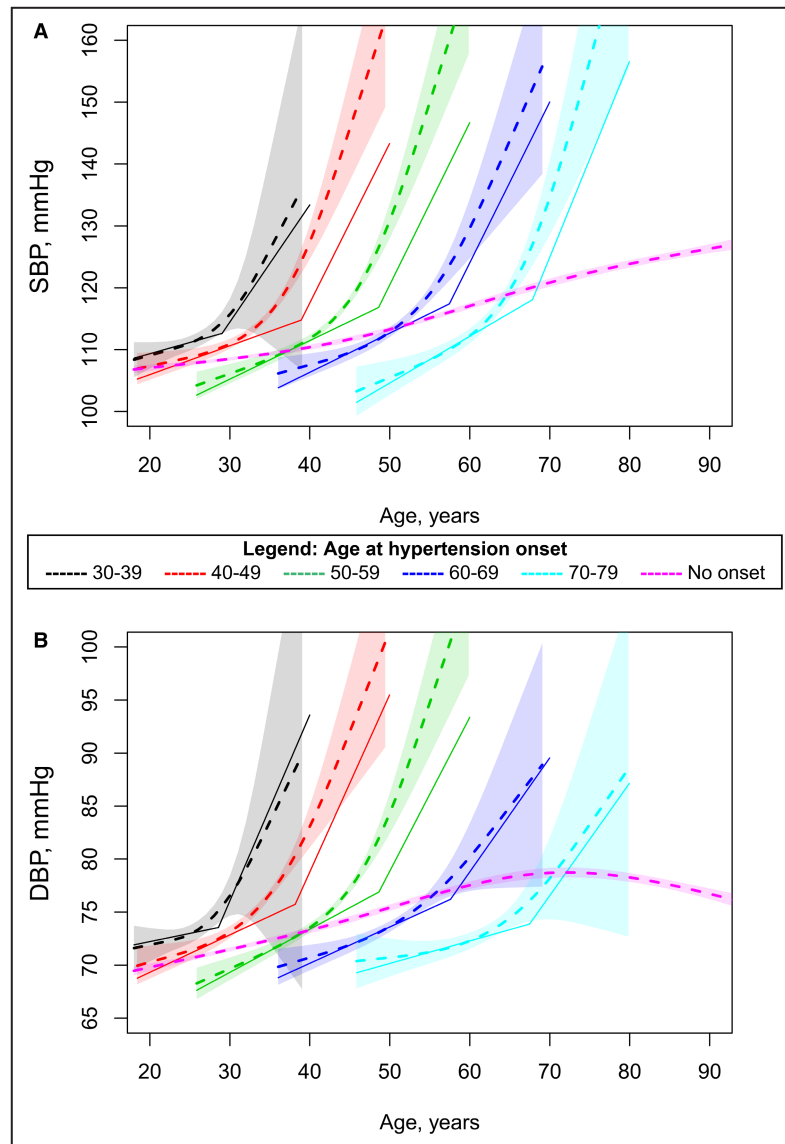 A
160
150
140
130
120
110
100
SBP, mmHg
20 30 40 50 60 70 80 90
Age, years
Legend: Age at hypertension onset
30-39 40-49 50-59 60-69 70-79 No onset
B
100
95
90
85
80
75
70
65
DBP, mmHg
20 30 40 50 60 70 80 90
Age, years